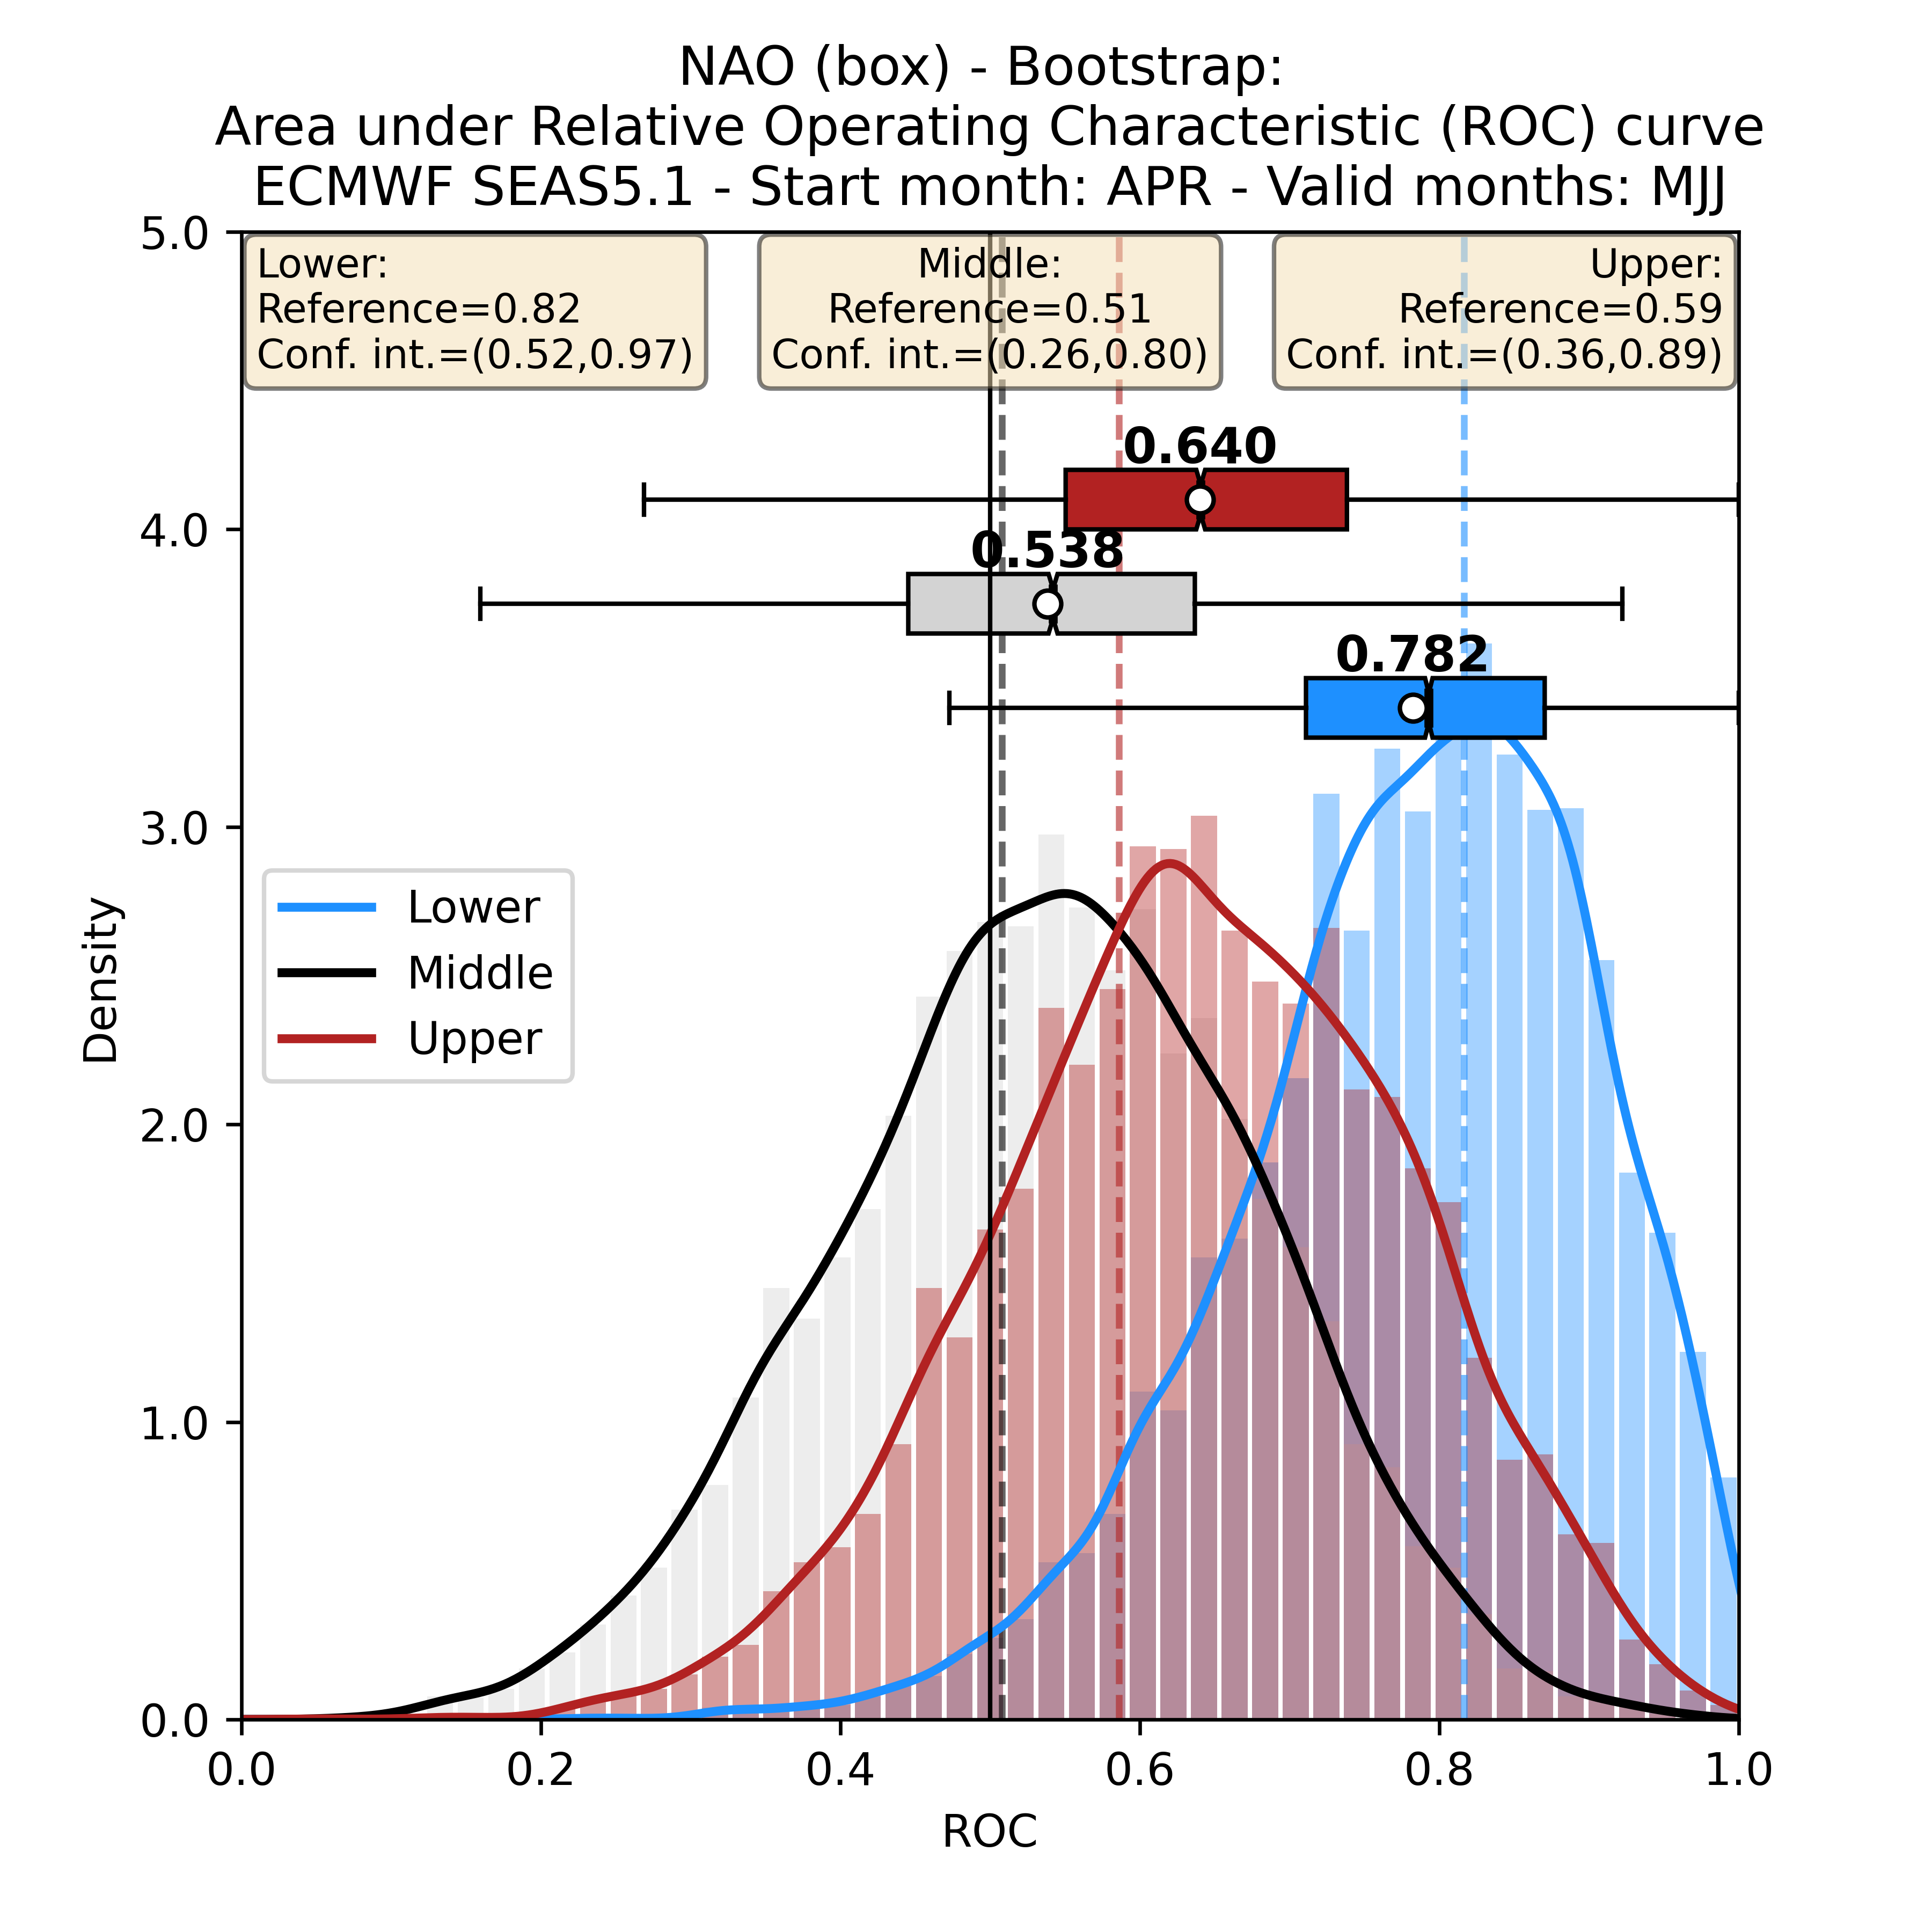 NAO (box) - Bootstrap:
Area under Relative Operating Characteristic (ROC) curve
ECMWF SEAS5.1 - Start month: APR - Valid months: MJJ
Lower:
Reference=0.82
Conf. int.=(0.52,0.97)
Middle:
Reference=0.51
Conf. int.=(0.26,0.80)
Upper:
Reference=0.59
Conf. int.=(0.36,0.89)
0.640
0.538
0.782
5.0
4.0
3.0
2.0
1.0
0.0
Density
Lower
Middle
Upper
0.0
0.2
0.4
0.6
0.8
1.0
ROC